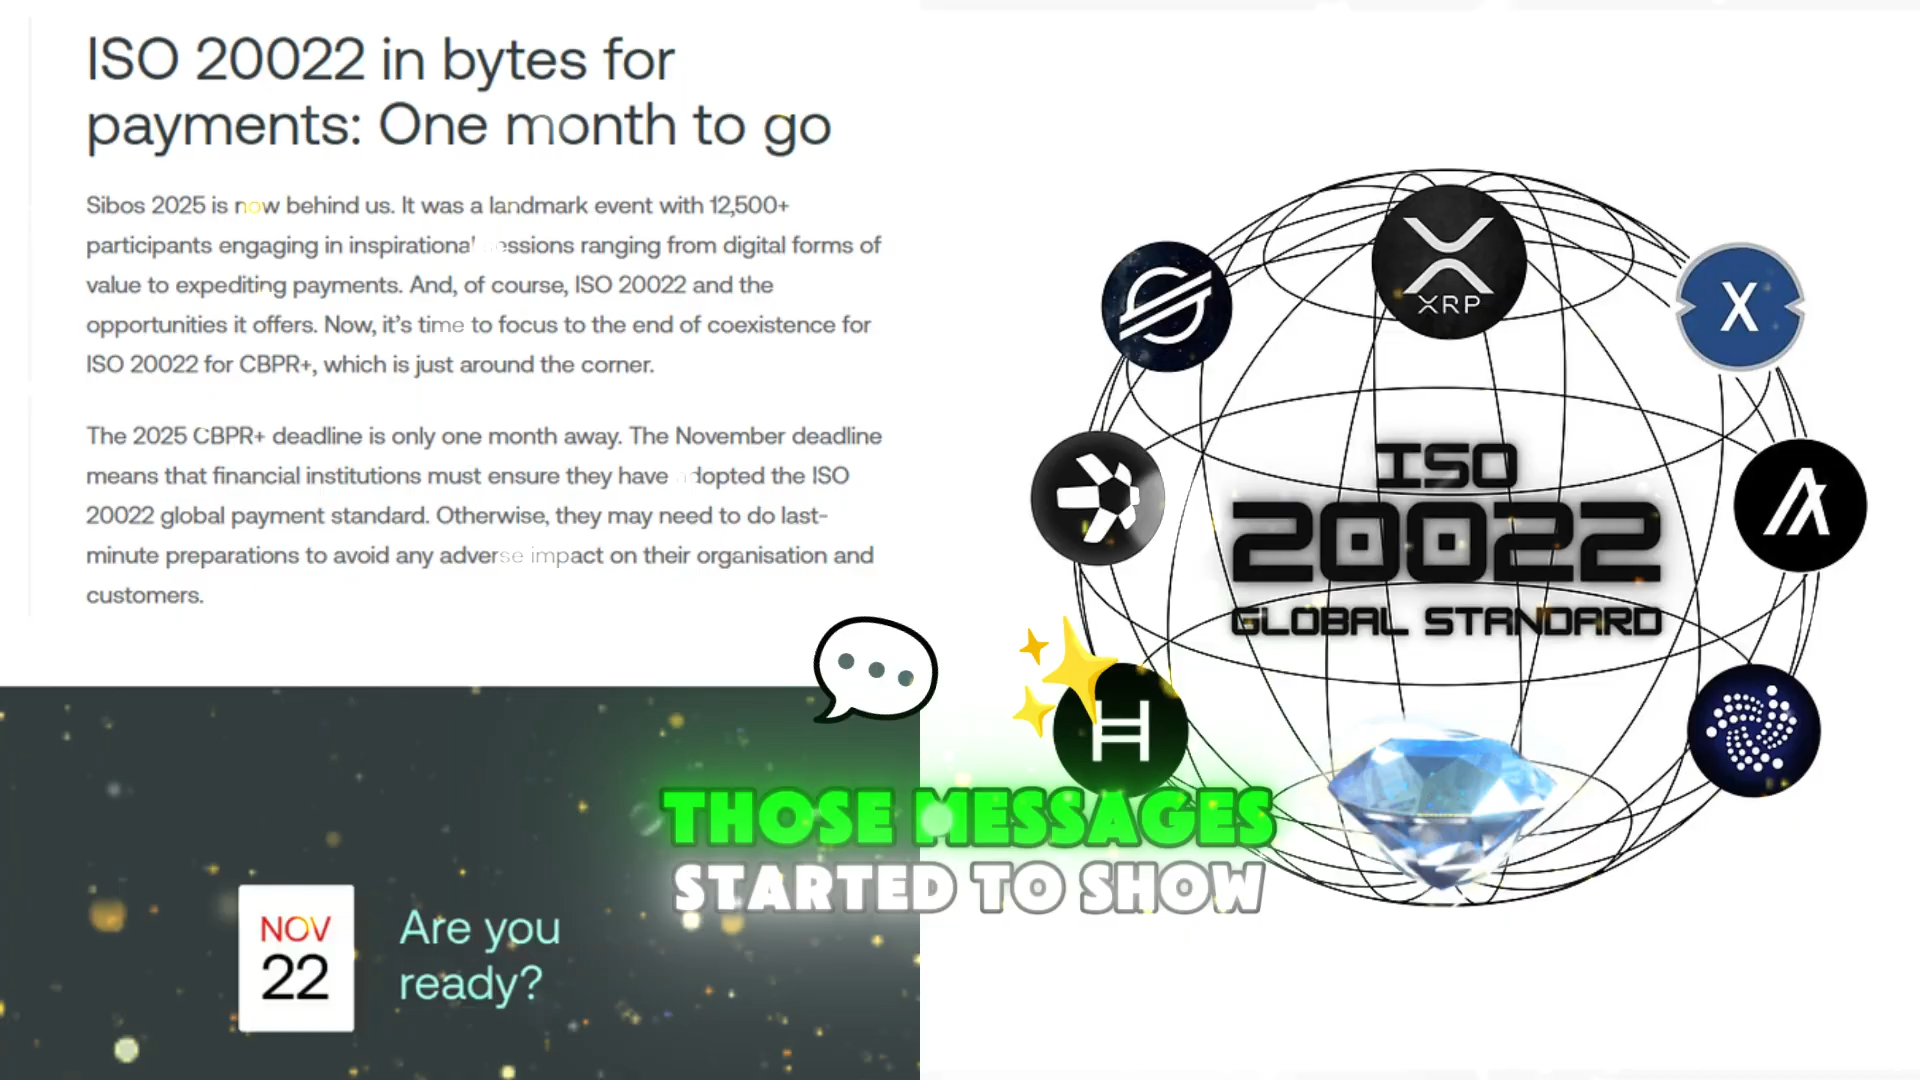 ISO 20022 in bytes for
payments: One month to go
Sibos 2025 is now behind us. It was a landmark event with 12,500+
participants engaging in inspirational sessions ranging from digital forms of
value to expediting payments. And, of course, ISO 20022 and the
opportunities it offers. Now, it's time to focus to the end of coexistence for
ISO 20022 for CBPR+, which is just around the corner.
The 2025 CBPR+ deadline is only one month away. The November deadline
means that financial institutions must ensure they have adopted the ISO
20022 global payment standard. Otherwise, they may need to do last-
minute preparations to avoid any adverse impact on their organisation and
customers.
NOV
22
Are you
ready?
XRP
X
ISO
20022
GLOBAL STANDARD
H
THOSE MESSAGES
STARTED TO SHOW